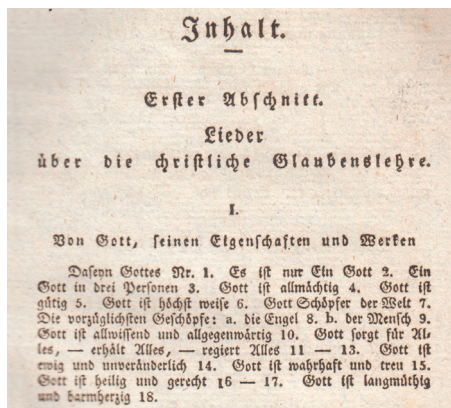 Inhalt.
Erster Abschnitt.
Lieder
über die christliche Glaubenslehre.
I.
Von Gott, seinen Eigenschaften und Werken
Daseyn Gottes Nr. 1. Es ist nur Ein Gott 2. Ein
Gott in drei Personen 3. Gott ist allmächtig 4. Gott ist
gütig 5. Gott ist höchst weise 6. Gott Schöpfer der Welt 7.
Die vorzüglichsten Geschöpfe: a. die Engel 8. b. der Mensch 9.
Gott ist allwissend und allgegenwärtig 10. Gott sorgt für Al-
les, — erhält Alles, — regiert Alles 11 — 13. Gott ist
ewig und unveränderlich 14. Gott ist wahrhaft und treu 15.
Gott ist heilig und gerecht 16 — 17. Gott ist langmüthig
und barmherzig 18.